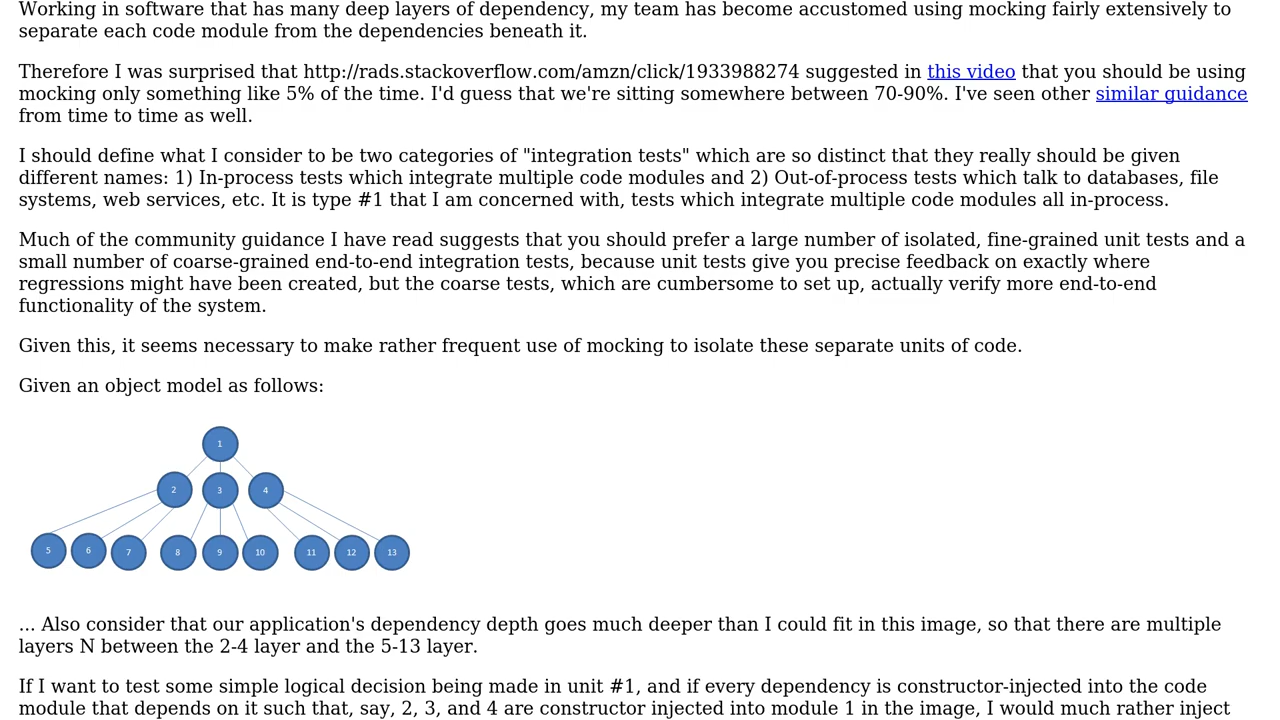 Working in software that has many deep layers of dependency, my team has become accustomed using mocking fairly extensively to
separate each code module from the dependencies beneath it.
Therefore I was surprised that http://rads.stackoverflow.com/amzn/click/1933988274 suggested in this video that you should be using
mocking only something like 5% of the time. I'd guess that we're sitting somewhere between 70-90%. I've seen other similar guidance
from time to time as well.
I should define what I consider to be two categories of "integration tests" which are so distinct that they really should be given
different names: 1) In-process tests which integrate multiple code modules and 2) Out-of-process tests which talk to databases, file
systems, web services, etc. It is type #1 that I am concerned with, tests which integrate multiple code modules all in-process.
Much of the community guidance I have read suggests that you should prefer a large number of isolated, fine-grained unit tests and a
small number of coarse-grained end-to-end integration tests, because unit tests give you precise feedback on exactly where
regressions might have been created, but the coarse tests, which are cumbersome to set up, actually verify more end-to-end
functionality of the system.
Given this, it seems necessary to make rather frequent use of mocking to isolate these separate units of code.
Given an object model as follows:
1
2 3 4
5 6 7 8 9 10 11 12 13
... Also consider that our application's dependency depth goes much deeper than I could fit in this image, so that there are multiple
layers N between the 2-4 layer and the 5-13 layer.
If I want to test some simple logical decision being made in unit #1, and if every dependency is constructor-injected into the code
module that depends on it such that, say, 2, 3, and 4 are constructor injected into module 1 in the image, I would much rather inject